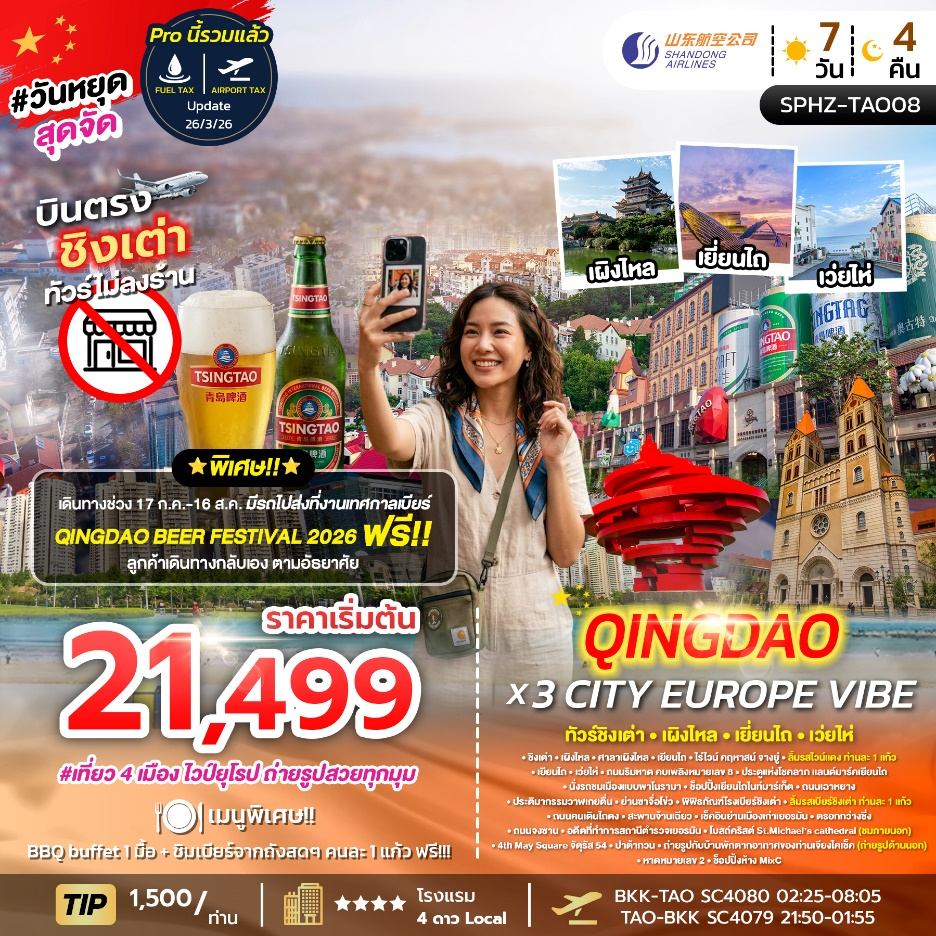 Pro นี้รวมแล้ว
FUEL TAX
AIRPORT TAX
Update
26/3/26
#วันหยุด
สุดจัด
山东航空公司
SHANDONG
AIRLINES
7
วัน
4
คืน
SPHZ-TAO08
บินตรง
ชิงเต่า
ทัวร์ไม่ลงร้าน
เผิงไหล
เยี่ยนไถ
เว่ยไห่
TSINGTAO
青岛啤酒
TSINGTAO
TSINGTAO
พิเศษ!!
เดินทางช่วง 17 ก.ค.-16 ส.ค. มีรถไปส่งที่งานเทศกาลเบียร์
QINGDAO BEER FESTIVAL 2026 ฟรี!!
ลูกค้าเดินทางกลับเอง ตามอัธยาศัย
ราคาเริ่มต้น
21,499
#เที่ยว 4 เมือง ไวป์ยุโรป ถ่ายรูปสวยทุกมุม
เมนูพิเศษ!!
BBQ buffet 1 มื้อ + ชิมเบียร์จากถังสดๆ คนละ 1 แก้ว ฟรี!!!
QINGDAO
X 3 CITY EUROPE VIBE
ทัวร์ชิงเต่า • เผิงไหล • เยี่ยนไถ • เว่ยไห่
• ชิงเต่า • เผิงไหล • ศาลาเผิงไหล • เยียนไถ • ไร่ไวน์ คฤหาสน์ จางยู่ • ลิ้มรสไวน์แดง ท่านละ 1 แก้ว
• เยียนไถ • เว่ยไห่ • ถนนริมหาด คบเพลิงหมายเลข 8 • ประตูแห่งโชคลาภ แลนด์มาร์คเยียนไถ
• นั่งรถชมเมืองแบบพาโนรามา • ช็อปปิ้งเยียนไถไนท์มาร์เก็ต • ถนนเฉาหยาง
• ประติมากรรมวาฬเกยตื้น • ย่านซาจื่อโข่ว • พิพิธภัณฑ์โรงเบียร์ชิงเต่า • ลิ้มรสเบียร์ชิงเต่า ท่านละ 1 แก้ว
• ถนนคนเดินไถตง • สะพานจ้านเฉียว • เช็คอินย่านเมืองเก่าเยอรมัน • ตรอกกว่างซิ่ง
• ถนนจงซาน • อดีตที่ทำการสถานีตำรวจเยอรมัน • โบสถ์คริสต์ St.Michael's cathedral (ชมภายนอก)
• 4th May Square จัตุรัส 54 • ปาต้ากวน • ถ่ายรูปกับบ้านพักตากอากาศของท่านเจียงไคเช็ค (ถ่ายรูปด้านนอก)
• หาดหมายเลข 2 • ช็อปปิ้งห้าง MixC
TIP
1,500/
ท่าน
โรงแรม
4 ดาว Local
BKK-TAO SC4080 02:25-08:05
TAO-BKK SC4079 21:50-01:55